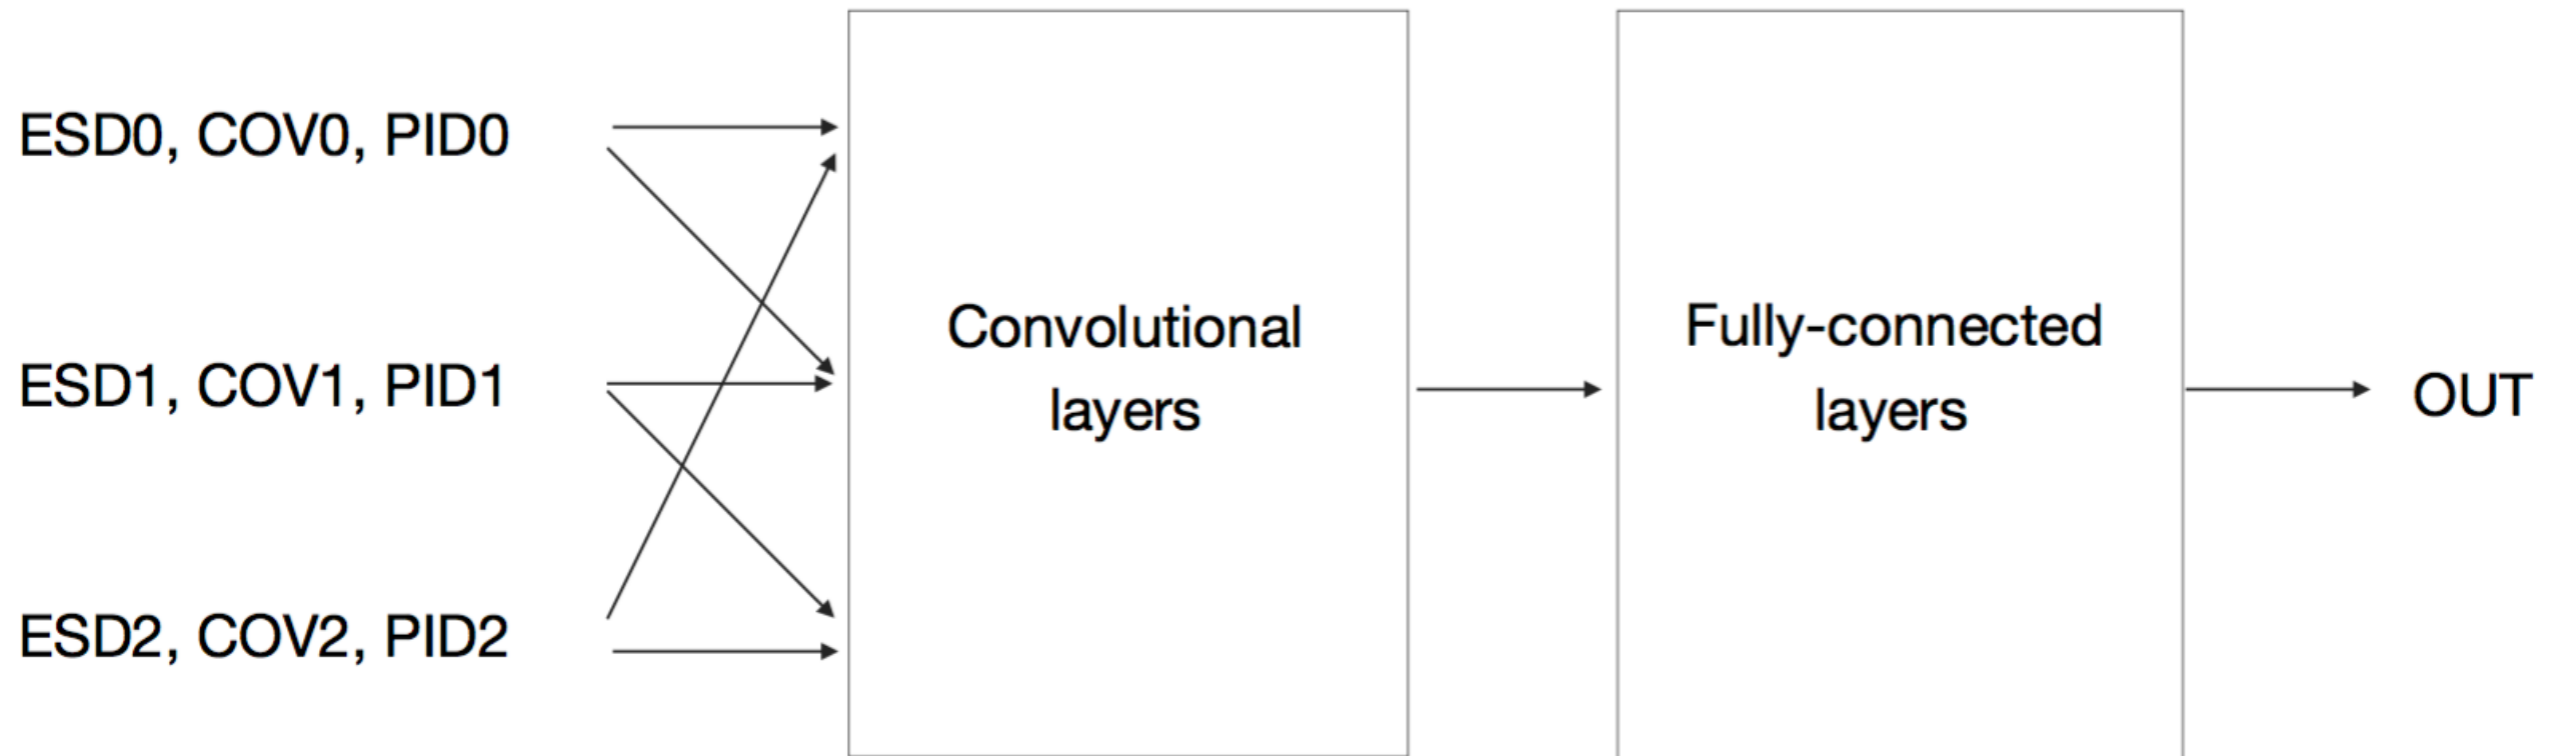 ESD0, COV0, PID0
ESD1, COV1, PID1
ESD2, COV2, PID2
Convolutional
layers
Fully-connected
layers
OUT